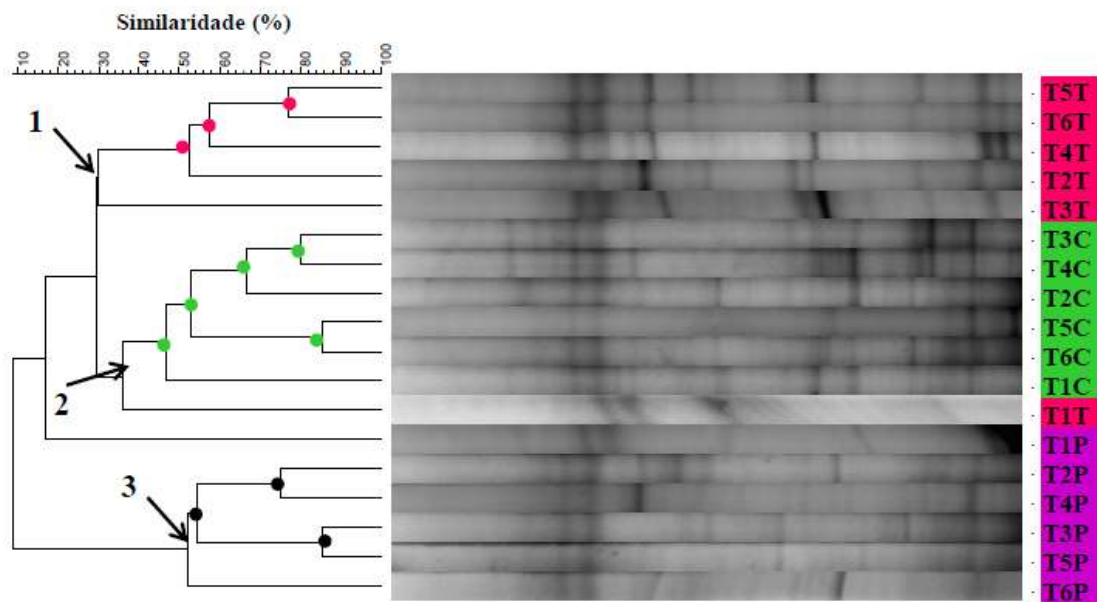 Similaridade (%)
10 20 30 40 50 60 70 80 90 100
1
2
3
T5T
T6T
T4T
T2T
T3T
T3C
T4C
T2C
T5C
T6C
T1C
T1T
T1P
T2P
T4P
T3P
T5P
T6P